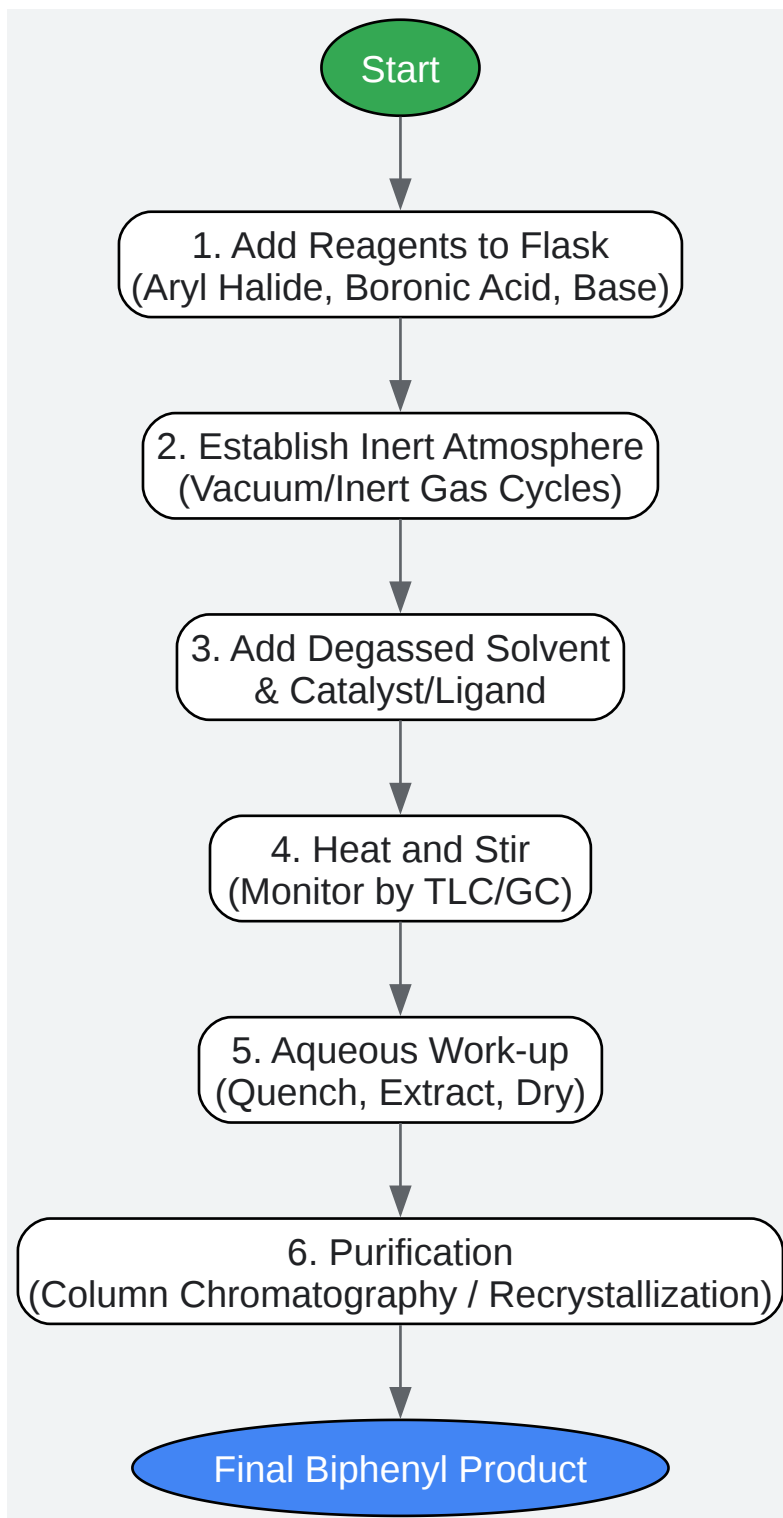 Start
1. Add Reagents to Flask
(Aryl Halide, Boronic Acid, Base)
2. Establish Inert Atmosphere
(Vacuum/Inert Gas Cycles)
3. Add Degassed Solvent
& Catalyst/Ligand
4. Heat and Stir
(Monitor by TLC/GC)
5. Aqueous Work-up
(Quench, Extract, Dry)
6. Purification
(Column Chromatography / Recrystallization)
Final Biphenyl Product